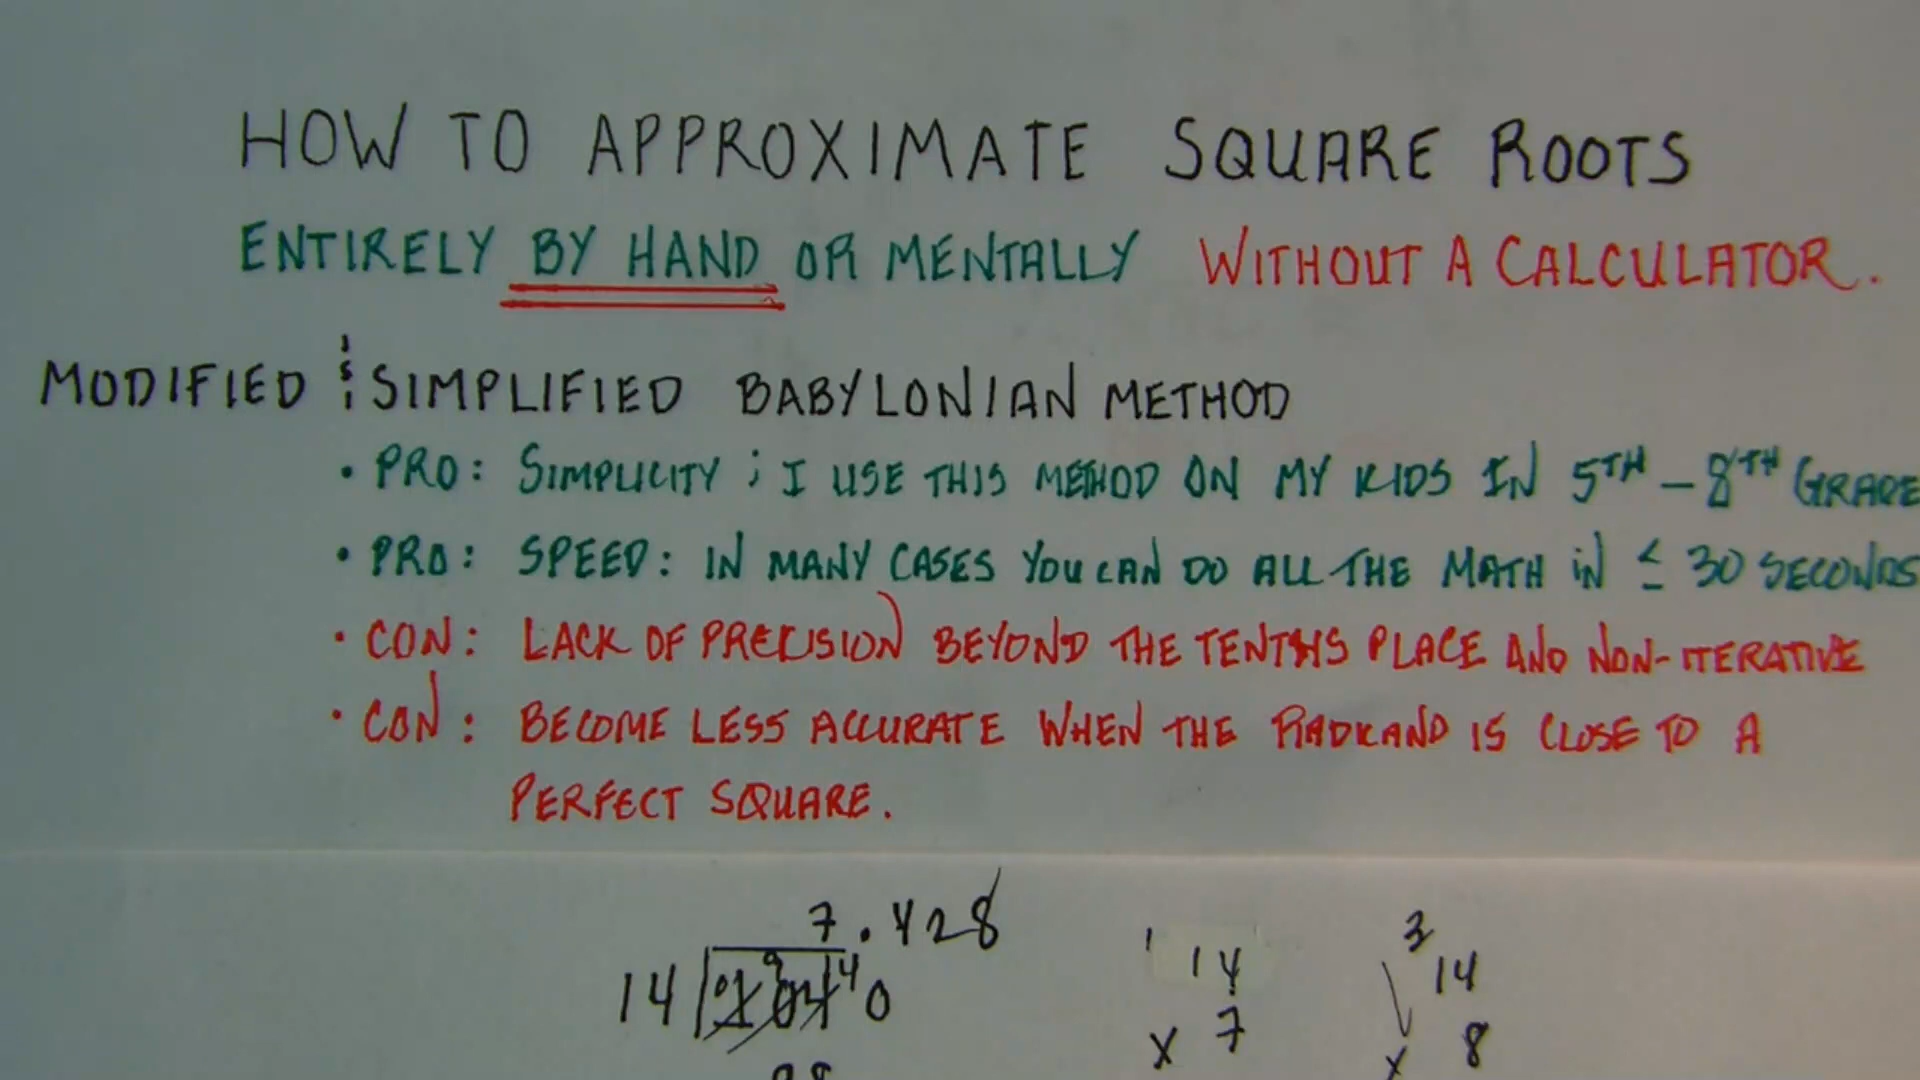 HOW TO APPROXIMATE SQUARE ROOTS
ENTIRELY BY HAND OR MENTALLY WITHOUT A CALCULATOR.
MODIFIED & SIMPLIFIED BABYLONIAN METHOD
• PRO: SIMPLICITY ; I USE THIS METHOD ON MY KIDS IN 5TH – 8TH GRADE
• PRO: SPEED: IN MANY CASES YOU CAN DO ALL THE MATH IN ≤ 30 SECONDS
• CON: LACK OF PRECISION BEYOND THE TENTHS PLACE AND NON-ITERATIVE
• CON: BECOME LESS ACCURATE WHEN THE RADICAND IS CLOSE TO A
PERFECT SQUARE.
7.428
14
1 14
x 7
3 14
x 8
98